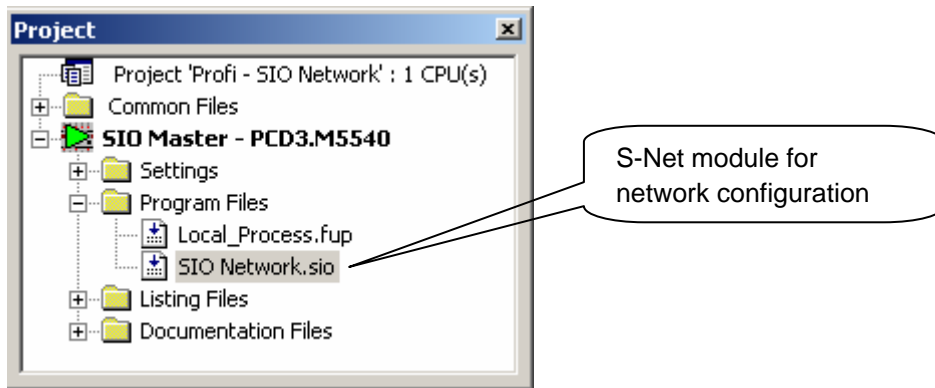 Project
Project 'Profi - SIO Network' : 1 CPU(s)
Common Files
SIO Master - PCD3.M5540
Settings
Program Files
Local_Process.fup
SIO Network.sio
Listing Files
Documentation Files
S-Net module for
network configuration